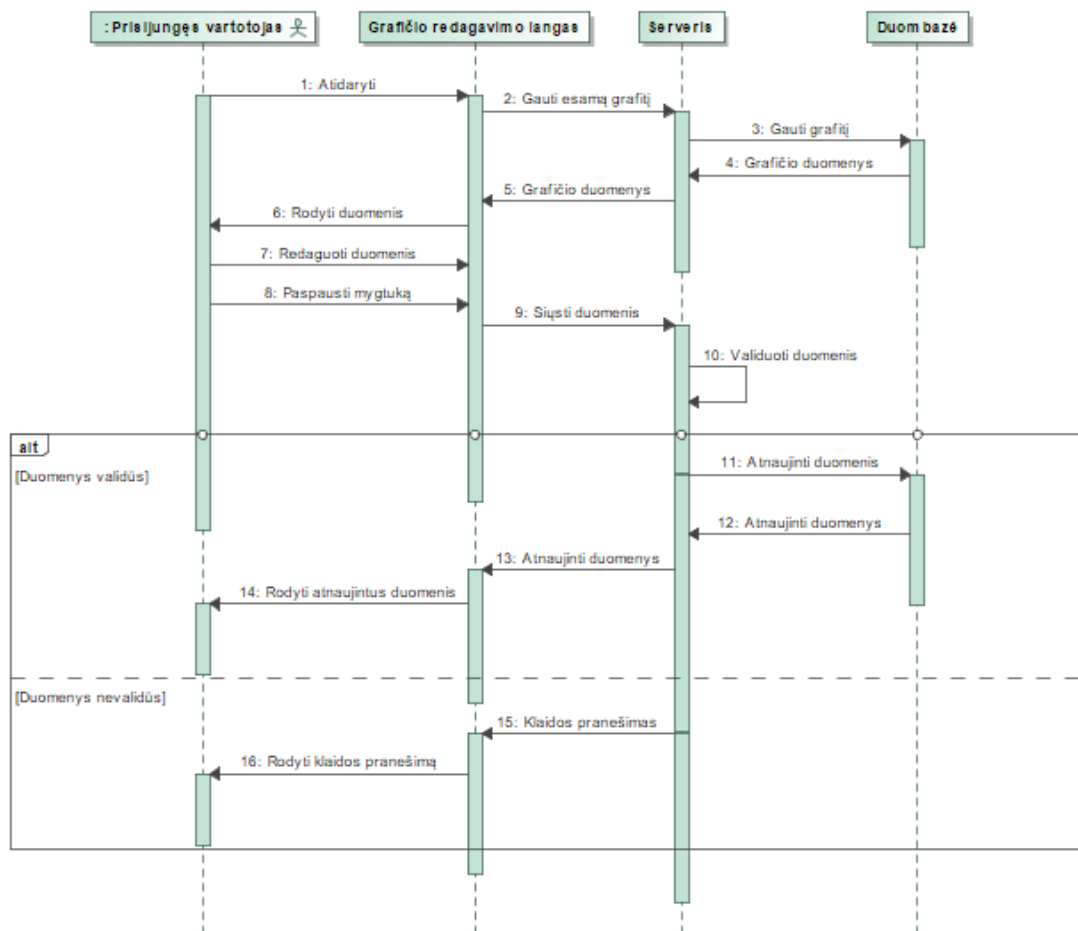 : Prisijungęs vartotojas
Grafičio redagavimo langas
Serveris
Duombazė
1: Atidaryti
2: Gauti esamą grafitį
3: Gauti grafitį
4: Grafičio duomenys
5: Grafičio duomenys
6: Rodyti duomenis
7: Redaguoti duomenis
8: Paspausti mygtuką
9: Siųsti duomenis
10: Validuoti duomenis
alt
[Duomenys validūs]
11: Atnaujinti duomenis
12: Atnaujinti duomenys
13: Atnaujinti duomenys
14: Rodyti atnaujintus duomenis
[Duomenys nevalidūs]
15: Klaidos pranešimas
16: Rodyti klaidos pranešimą